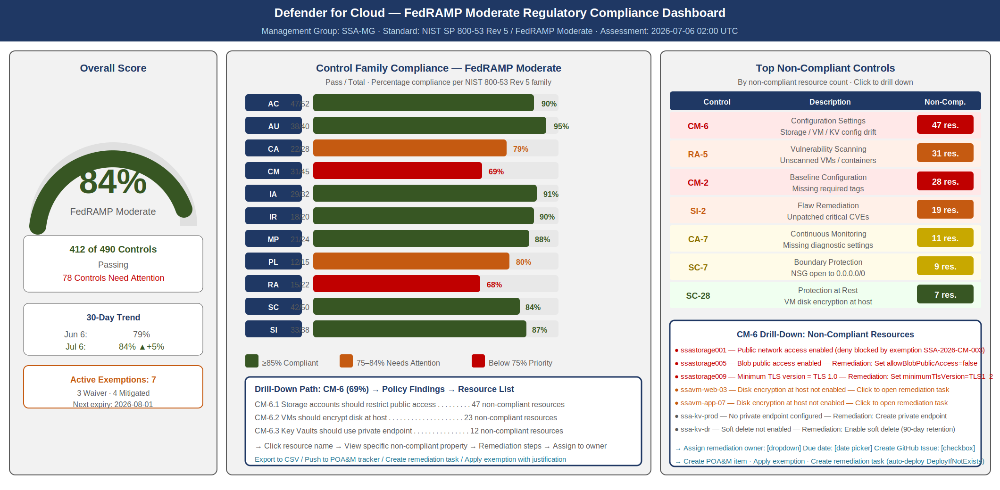 Defender for Cloud — FedRAMP Moderate Regulatory Compliance Dashboard
Management Group: SSA-MG · Standard: NIST SP 800-53 Rev 5 / FedRAMP Moderate · Assessment: 2026-07-06 02:00 UTC
Overall Score
84%
FedRAMP Moderate
412 of 490 Controls
Passing
78 Controls Need Attention
30-Day Trend
Jun 6: 79%
Jul 6: 84% ▲+5%
Active Exemptions: 7
3 Waiver · 4 Mitigated
Next expiry: 2026-08-01
Control Family Compliance — FedRAMP Moderate
Pass / Total · Percentage compliance per NIST 800-53 Rev 5 family
AC 47/52 90%
AU 38/40 95%
CA 22/28 79%
CM 31/45 69%
IA 29/32 91%
IR 18/20 90%
MP 21/24 88%
PL 12/15 80%
RA 15/22 68%
SC 42/50 84%
SI 33/38 87%
≥85% Compliant 75–84% Needs Attention Below 75% Priority
Drill-Down Path: CM-6 (69%) → Policy Findings → Resource List
CM-6.1 Storage accounts should restrict public access . . . . . . . . . 47 non-compliant resources
CM-6.2 VMs should encrypt disk at host . . . . . . . . . . . . . . . . . . . . 23 non-compliant resources
CM-6.3 Key Vaults should use private endpoint . . . . . . . . . . . . . . . 12 non-compliant resources
→ Click resource name → View specific non-compliant property → Remediation steps → Assign to owner
Export to CSV / Push to POA&M tracker / Create remediation task / Apply exemption with justification
Top Non-Compliant Controls
By non-compliant resource count · Click to drill down
Control Description Non-Comp.
CM-6 Configuration Settings 47 res.
Storage / VM / KV config drift
RA-5 Vulnerability Scanning 31 res.
Unscanned VMs / containers
CM-2 Baseline Configuration 28 res.
Missing required tags
SI-2 Flaw Remediation 19 res.
Unpatched critical CVEs
CA-7 Continuous Monitoring 11 res.
Missing diagnostic settings
SC-7 Boundary Protection 9 res.
NSG open to 0.0.0.0/0
SC-28 Protection at Rest 7 res.
VM disk encryption at host
CM-6 Drill-Down: Non-Compliant Resources
● ssastorage001 — Public network access enabled (deny blocked by exemption SSA-2026-CM-003)
● ssastorage005 — Blob public access enabled — Remediation: Set allowBlobPublicAccess=false
● ssastorage009 — Minimum TLS version = TLS 1.0 — Remediation: Set minimumTlsVersion=TLS1_2
● ssavm-web-03 — Disk encryption at host not enabled — Click to open remediation task
● ssavm-app-07 — Disk encryption at host not enabled — Click to open remediation task
● ssa-kv-prod — No private endpoint configured — Remediation: Create private endpoint
● ssa-kv-dr — Soft delete not enabled — Remediation: Enable soft delete (90-day retention)
→ Assign remediation owner: [dropdown] Due date: [date picker] Create GitHub Issue: [checkbox]
→ Create POA&M item · Apply exemption · Create remediation task (auto-deploy DeployIfNotExists)